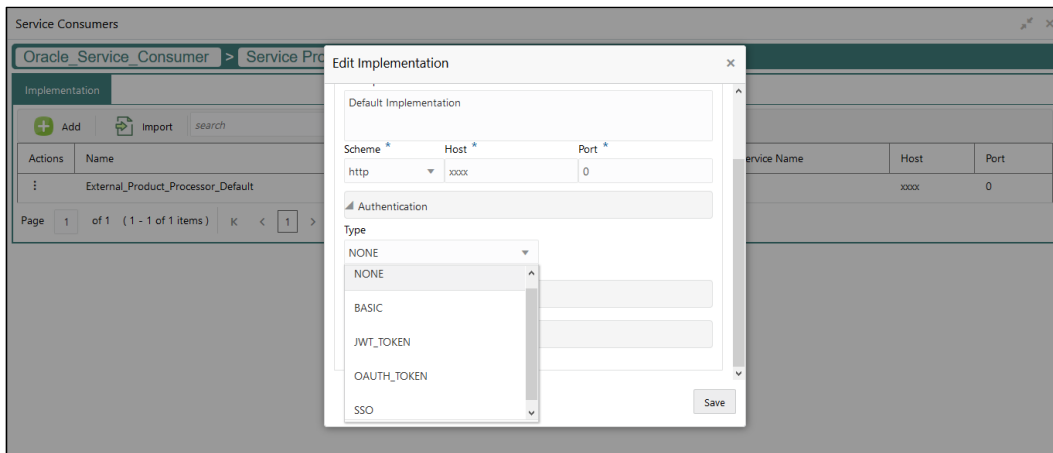 Service Consumers
Oracle_Service_Consumer > Service Pro
Edit Implementation
Implementation
Default Implementation
Add Import search
Scheme * Host * Port *
http xxxx 0
Actions Name ervice Name Host Port
External_Product_Processor_Default xxxx 0
Authentication
Page 1 of 1 (1 - 1 of 1 items) K < 1 >
Type
NONE
NONE
BASIC
JWT_TOKEN
OAUTH_TOKEN
SSO
Save